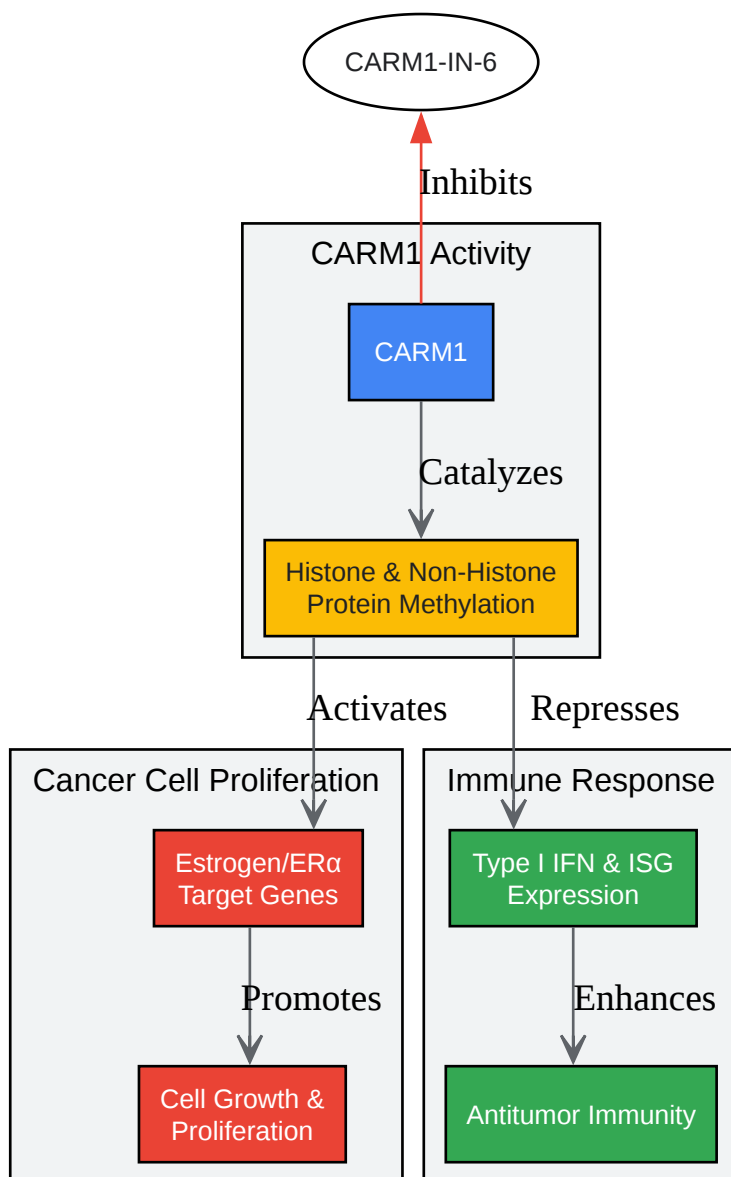 CARM1-IN-6
Inhibits
CARM1 Activity
CARM1
Catalyzes
Histone & Non-Histone
Protein Methylation
Activates
Represses
Cancer Cell Proliferation
Immune Response
Estrogen/ERα
Target Genes
Type I IFN & ISG
Expression
Promotes
Enhances
Cell Growth &
Proliferation
Antitumor Immunity